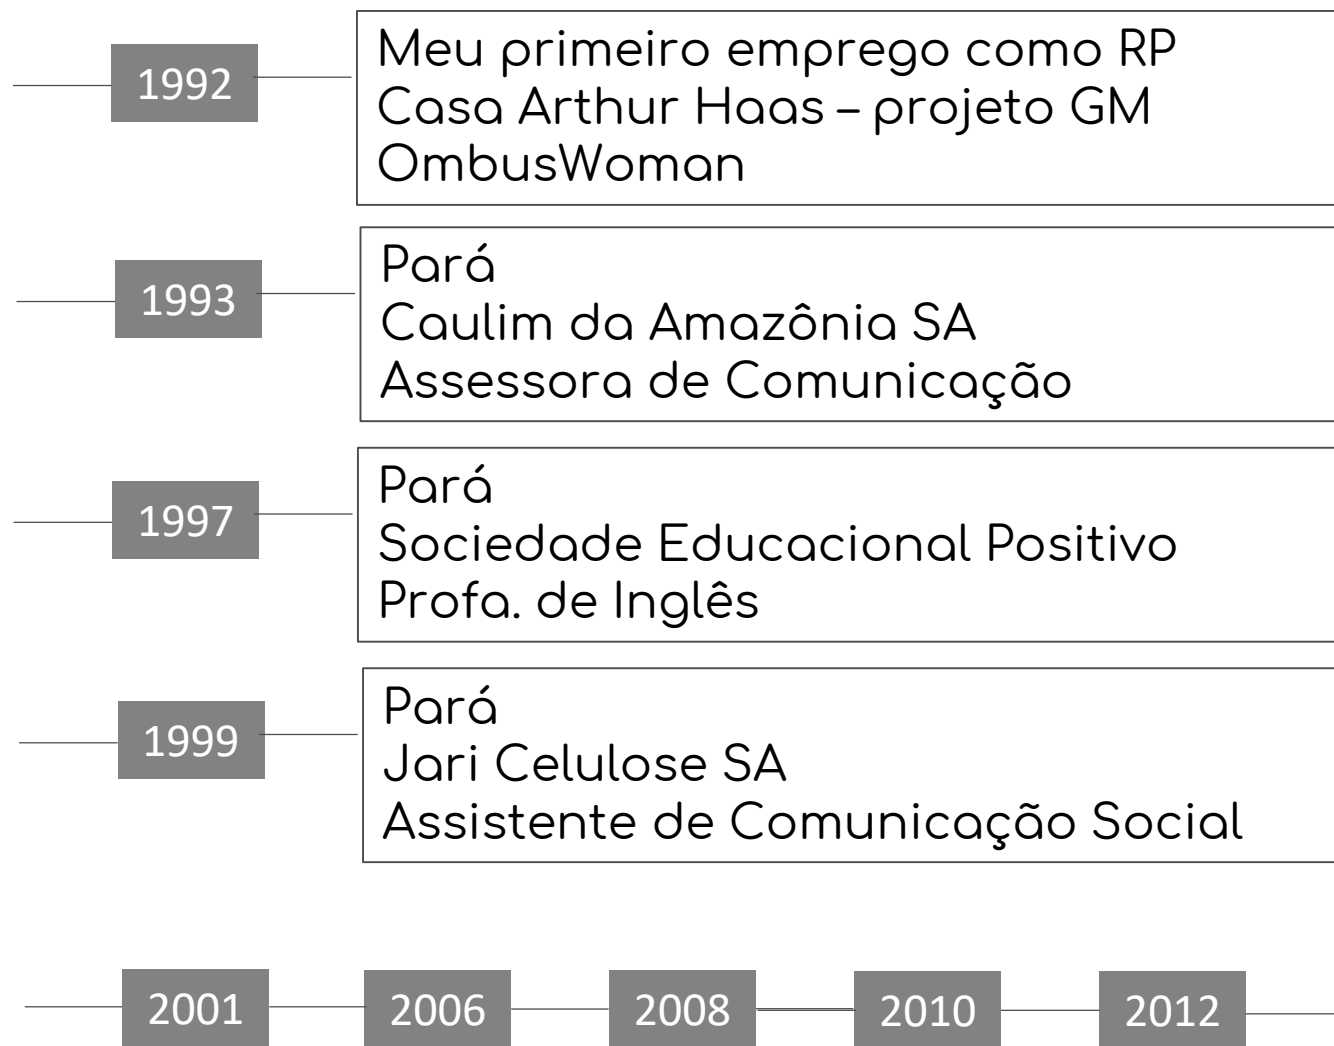 1992
Meu primeiro emprego como RP
Casa Arthur Haas – projeto GM
OmbusWoman
1993
Pará
Caulim da Amazônia SA
Assessora de Comunicação
1997
Pará
Sociedade Educacional Positivo
Profa. de Inglês
1999
Pará
Jari Celulose SA
Assistente de Comunicação Social
2001 2006 2008 2010 2012